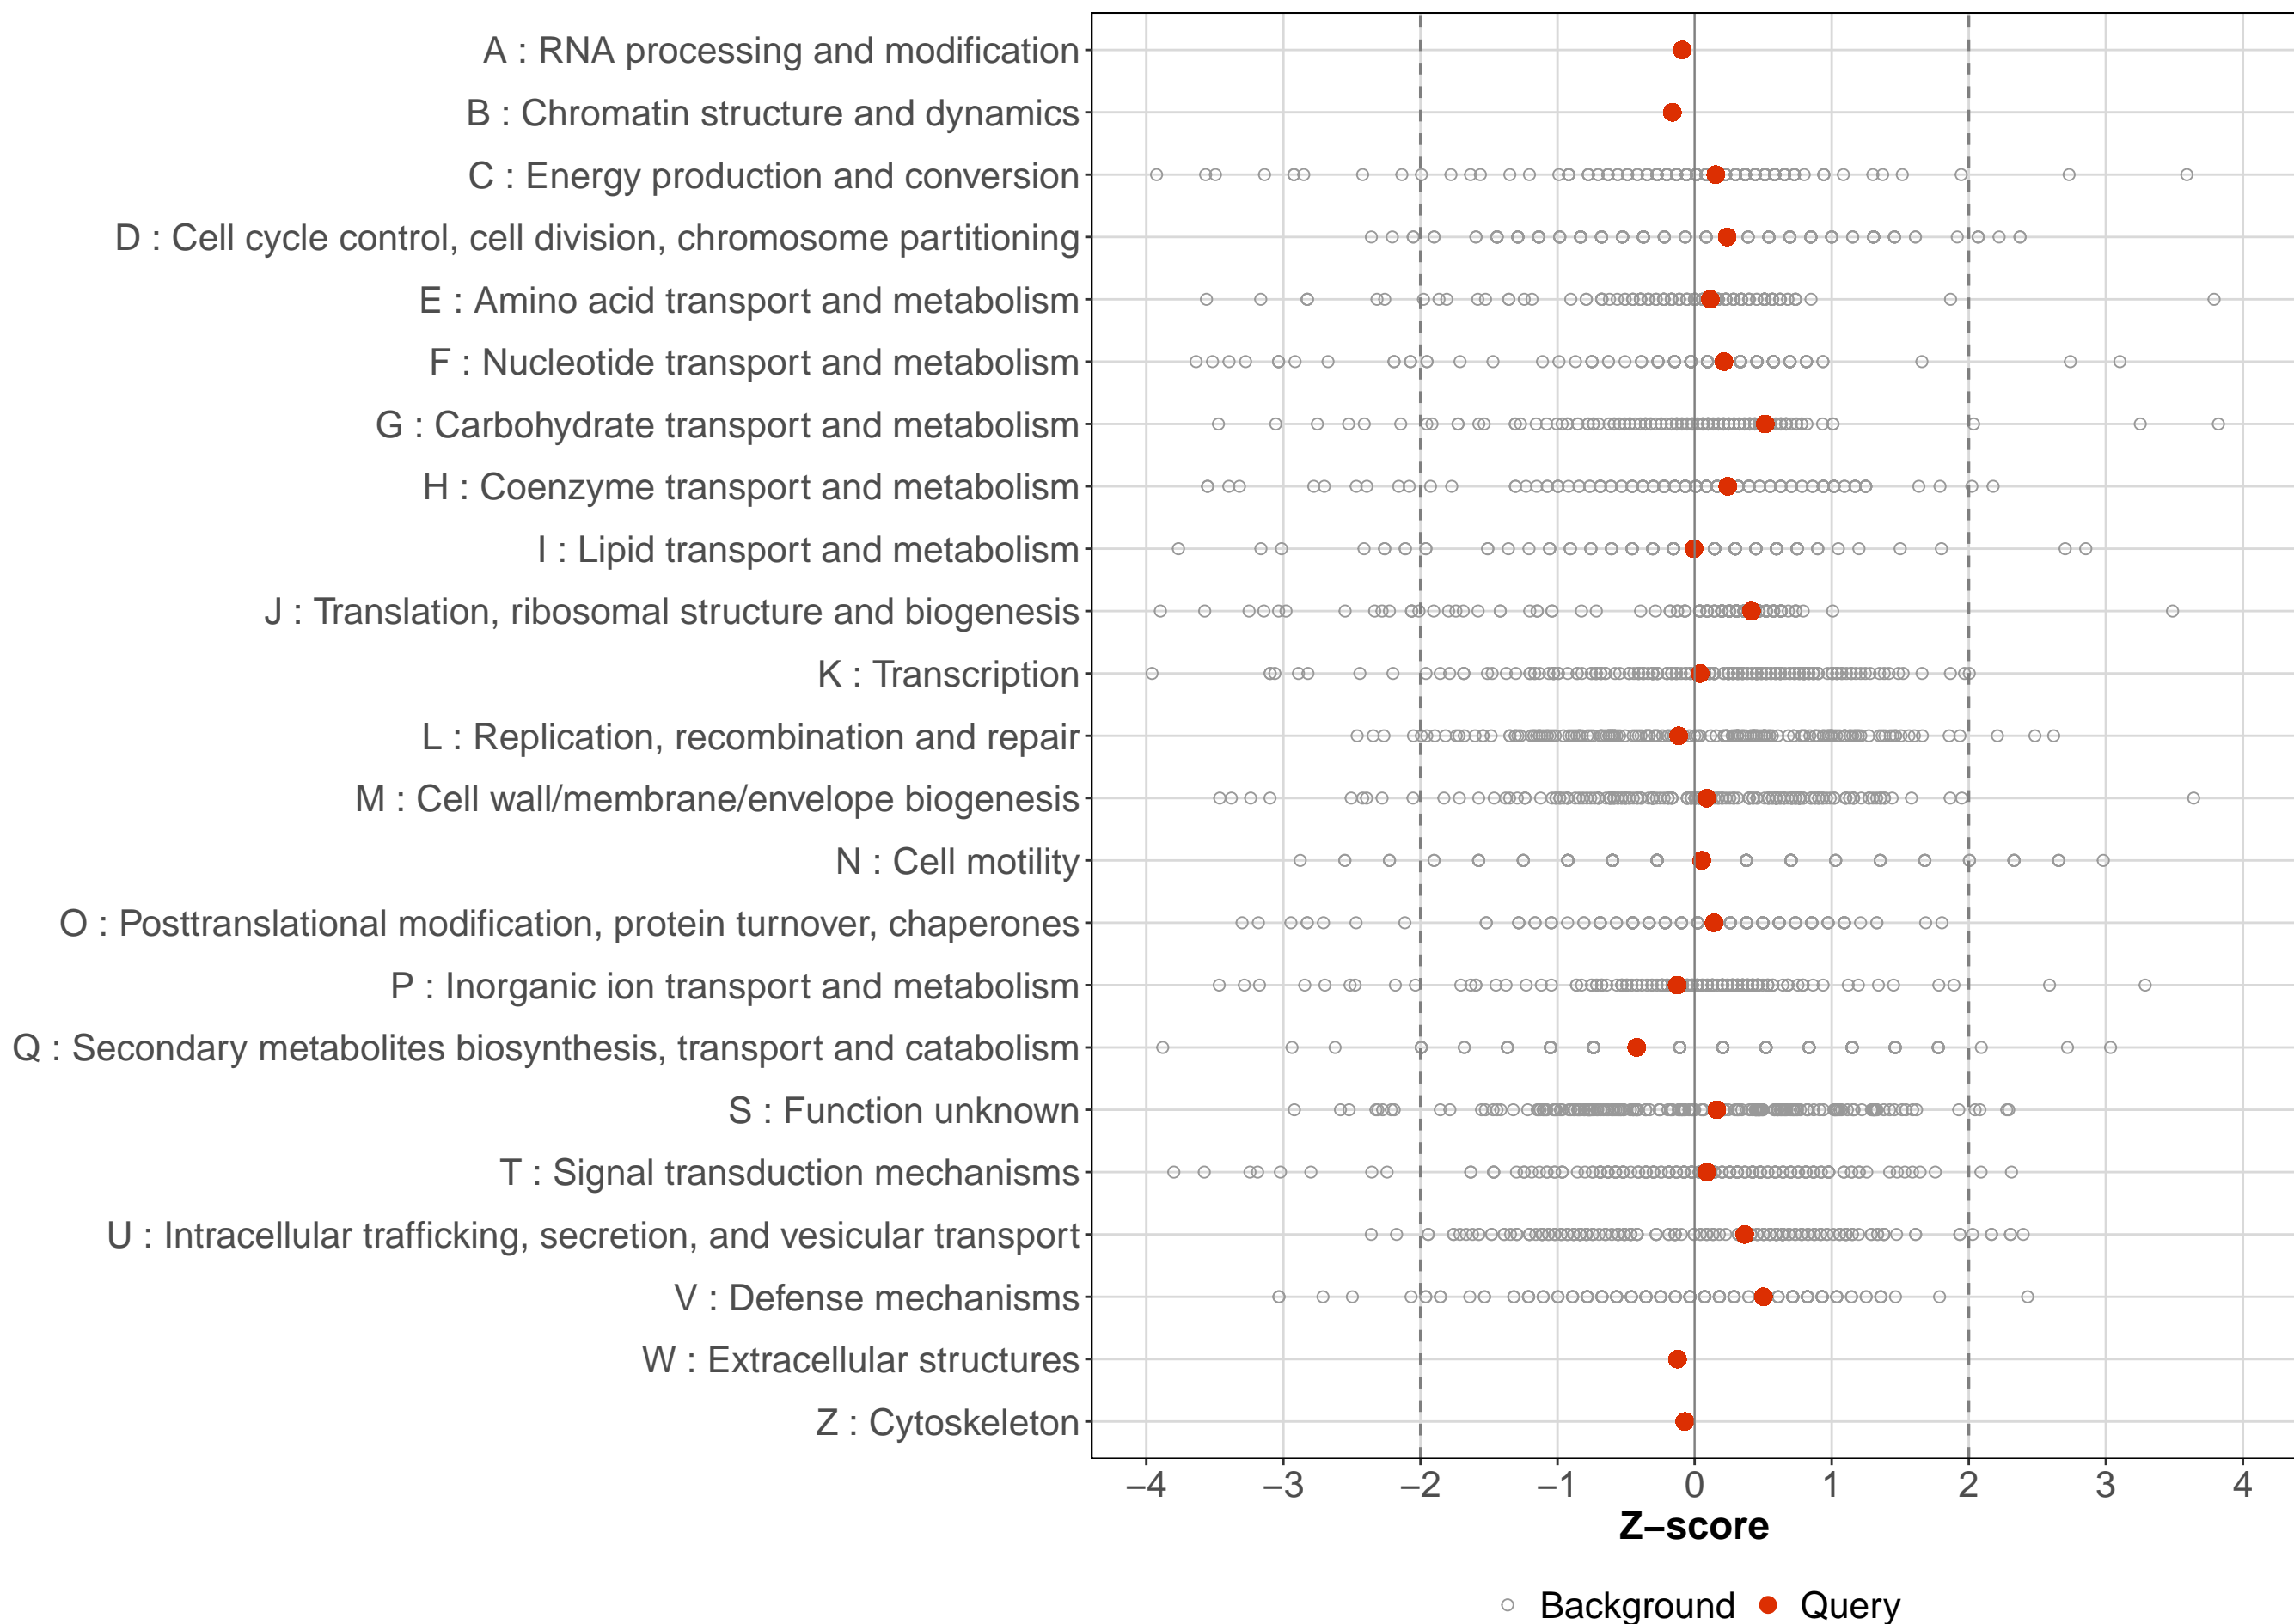 A : RNA processing and modification
B : Chromatin structure and dynamics
C : Energy production and conversion
D : Cell cycle control, cell division, chromosome partitioning
E : Amino acid transport and metabolism
F : Nucleotide transport and metabolism
G : Carbohydrate transport and metabolism
H : Coenzyme transport and metabolism
I : Lipid transport and metabolism
J : Translation, ribosomal structure and biogenesis
K : Transcription
L : Replication, recombination and repair
M : Cell wall/membrane/envelope biogenesis
N : Cell motility
O : Posttranslational modification, protein turnover, chaperones
P : Inorganic ion transport and metabolism
Q : Secondary metabolites biosynthesis, transport and catabolism
S : Function unknown
T : Signal transduction mechanisms
U : Intracellular trafficking, secretion, and vesicular transport
V : Defense mechanisms
W : Extracellular structures
Z : Cytoskeleton
−4 −3 −2 −1 0 1 2 3 4
Z−score
Background Query